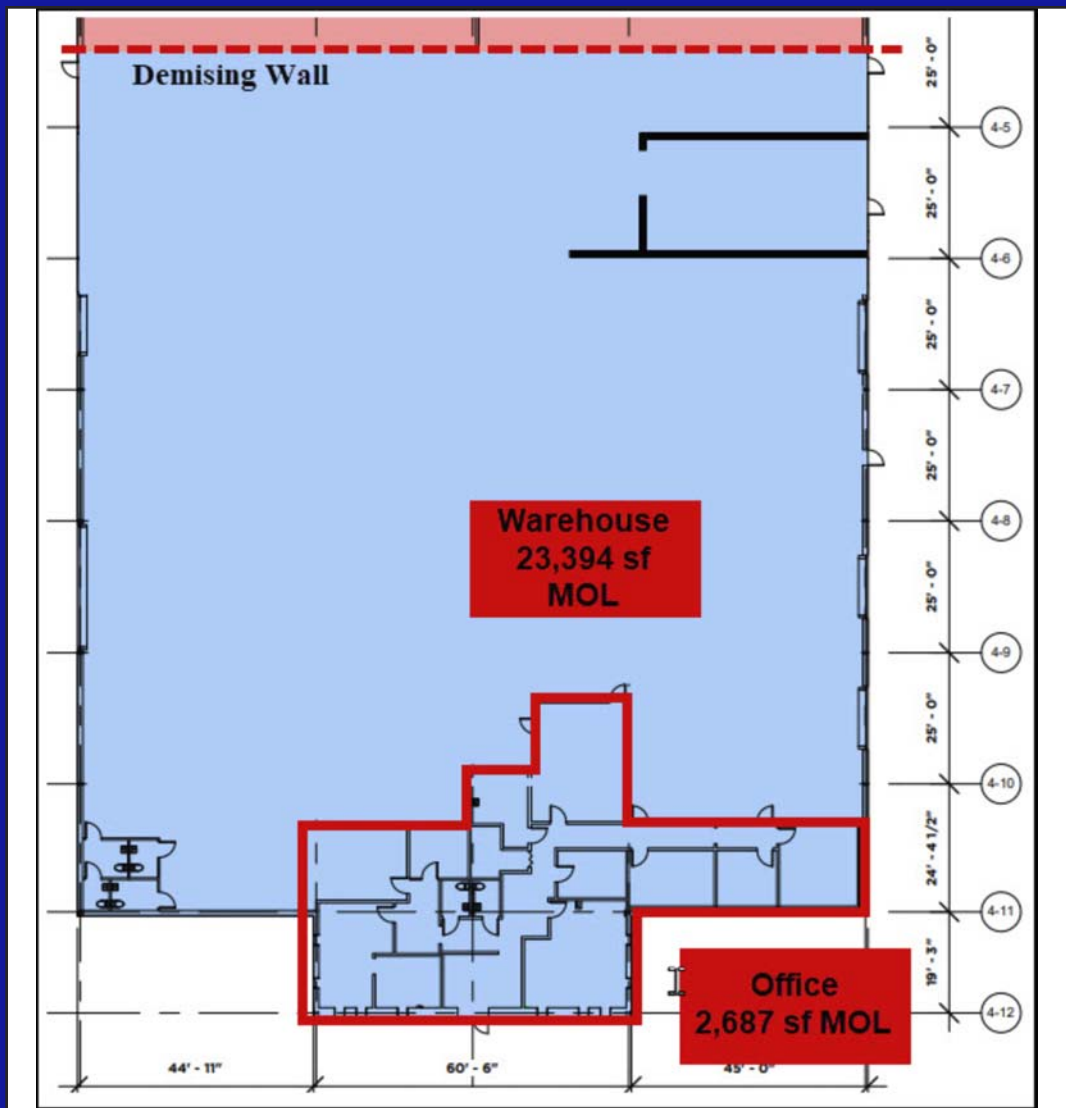 Demising Wall
25' - 0"
4-5
25' - 0"
4-6
25' - 0"
4-7
25' - 0"
4-8
Warehouse
23,394 sf
MOL
25' - 0"
4-9
25' - 0"
4-10
24' - 4 1/2"
4-11
19' - 3"
Office
2,687 sf MOL
4-12
44' - 11"
60' - 6"
45' - 0"